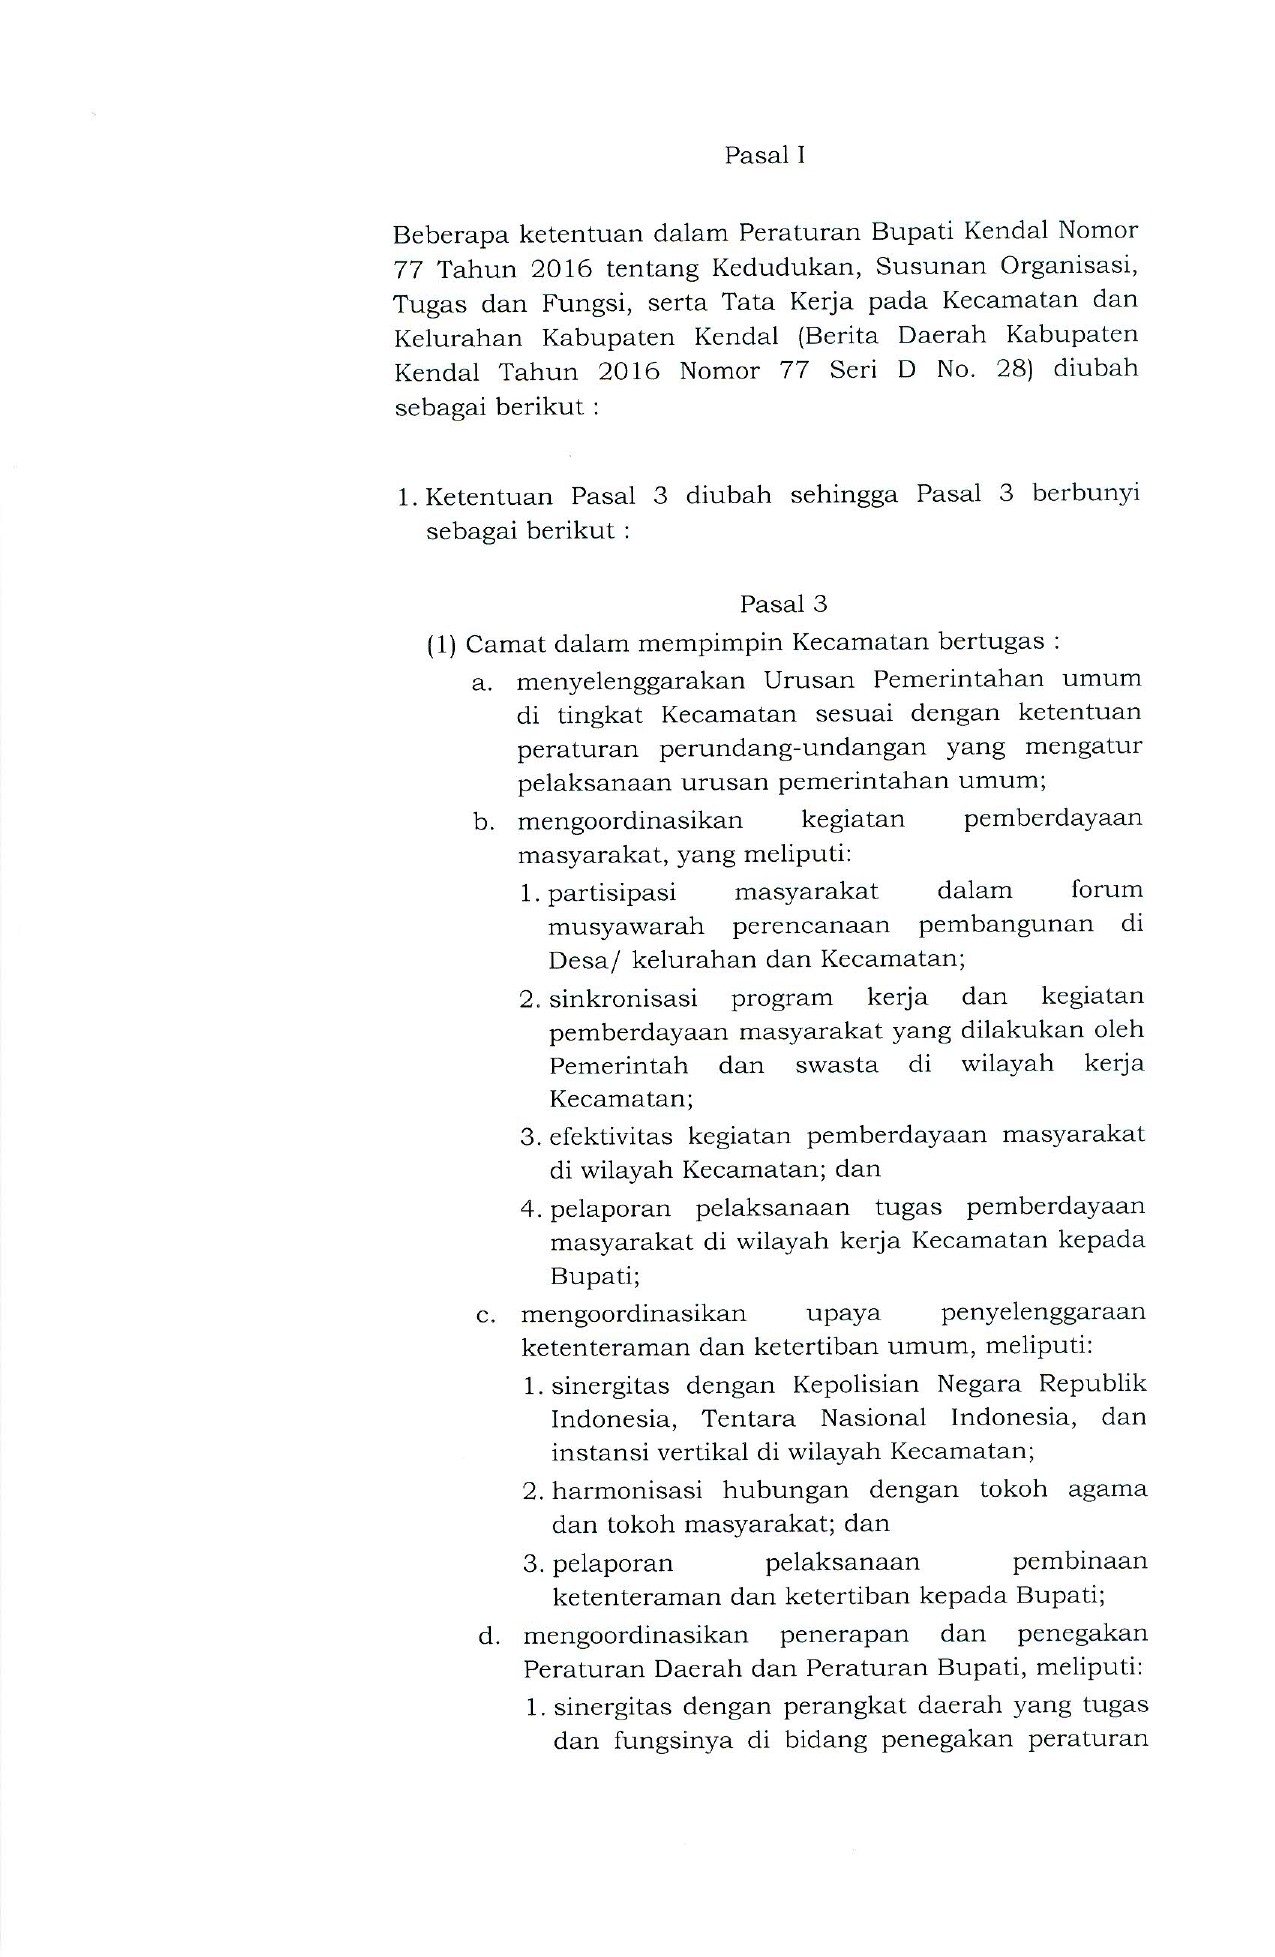 Pasal I
Beberapa ketentuan dalam Peraturan Bupati Kendal Nomor
77 Tahun 2016 tentang Kedudukan, Susunan Organisasi,
Tugas dan Fungsi, serta Tata Kerja pada Kecamatan dan
Kelurahan Kabupaten Kendal (Berita Daerah Kabupaten
Kendal Tahun 2016 Nomor 77 Seri D No. 28) diubah
sebagai berikut :
1. Ketentuan Pasal 3 diubah sehingga Pasal 3 berbunyi
sebagai berikut :
Pasal 3
(1) Camat dalam mempimpin Kecamatan bertugas :
a. menyelenggarakan Urusan Pemerintahan umum
di tingkat Kecamatan sesuai dengan ketentuan
peraturan perundang-undangan yang mengatur
pelaksanaan urusan pemerintahan umum;
b. mengoordinasikan kegiatan pemberdayaan
masyarakat, yang meliputi:
1. partisipasi masyarakat dalam forum
musyawarah perencanaan pembangunan di
Desa/ kelurahan dan Kecamatan;
2. sinkronisasi program kerja dan kegiatan
pemberdayaan masyarakat yang dilakukan oleh
Pemerintah dan swasta di wilayah kerja
Kecamatan;
3. efektivitas kegiatan pemberdayaan masyarakat
di wilayah Kecamatan; dan
4. pelaporan pelaksanaan tugas pemberdayaan
masyarakat di wilayah kerja Kecamatan kepada
Bupati;
c. mengoordinasikan upaya penyelenggaraan
ketenteraman dan ketertiban umum, meliputi:
1. sinergitas dengan Kepolisian Negara Republik
Indonesia, Tentara Nasional Indonesia, dan
instansi vertikal di wilayah Kecamatan;
2. harmonisasi hubungan dengan tokoh agama
dan tokoh masyarakat; dan
3. pelaporan pelaksanaan pembinaan
ketenteraman dan ketertiban kepada Bupati;
d. mengoordinasikan penerapan dan penegakan
Peraturan Daerah dan Peraturan Bupati, meliputi:
1. sinergitas dengan perangkat daerah yang tugas
dan fungsinya di bidang penegakan peraturan